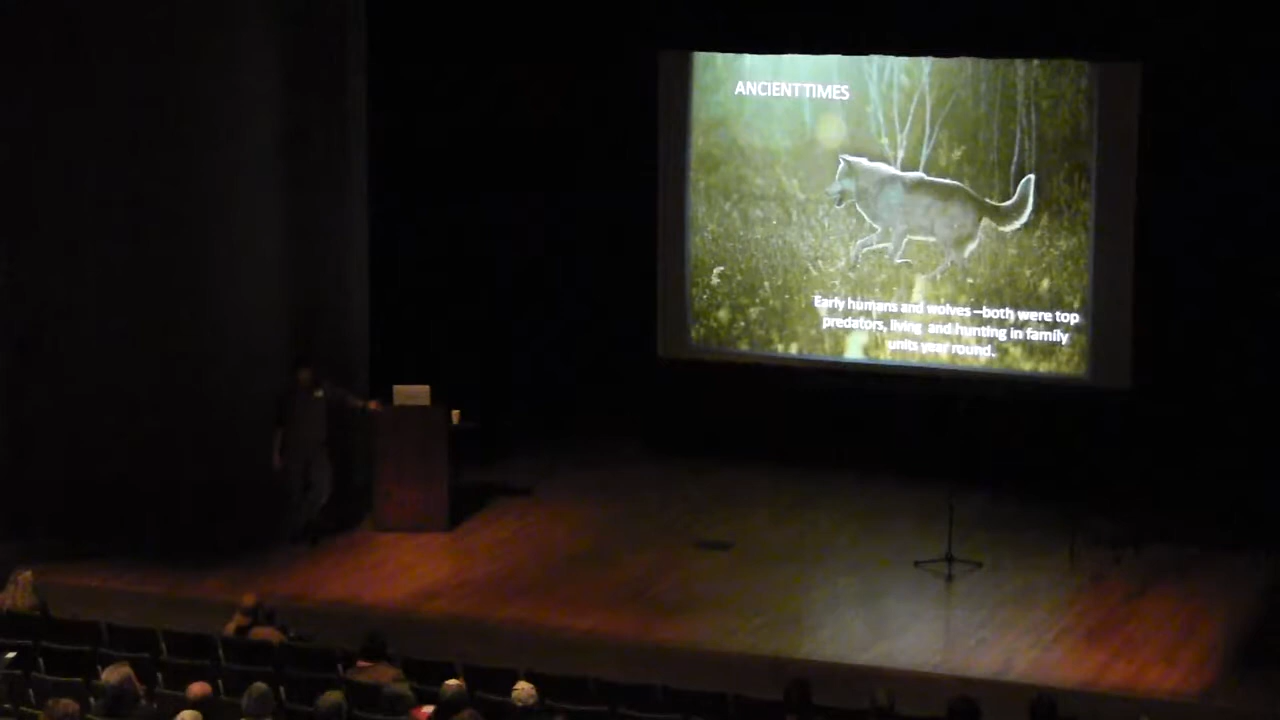 ANCIENT TIMES
Early humans and wolves –both were top
predators, living and hunting in family
units year round.